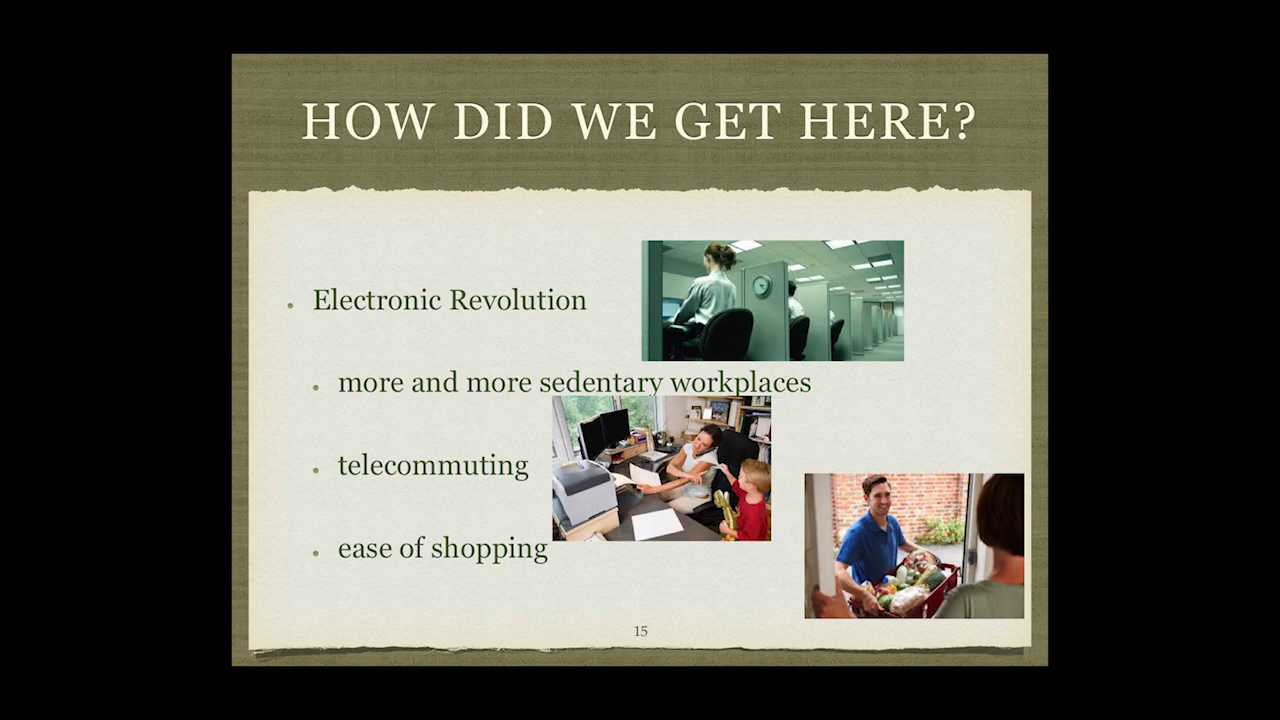 HOW DID WE GET HERE?
Electronic Revolution
more and more sedentary workplaces
telecommuting
ease of shopping
15